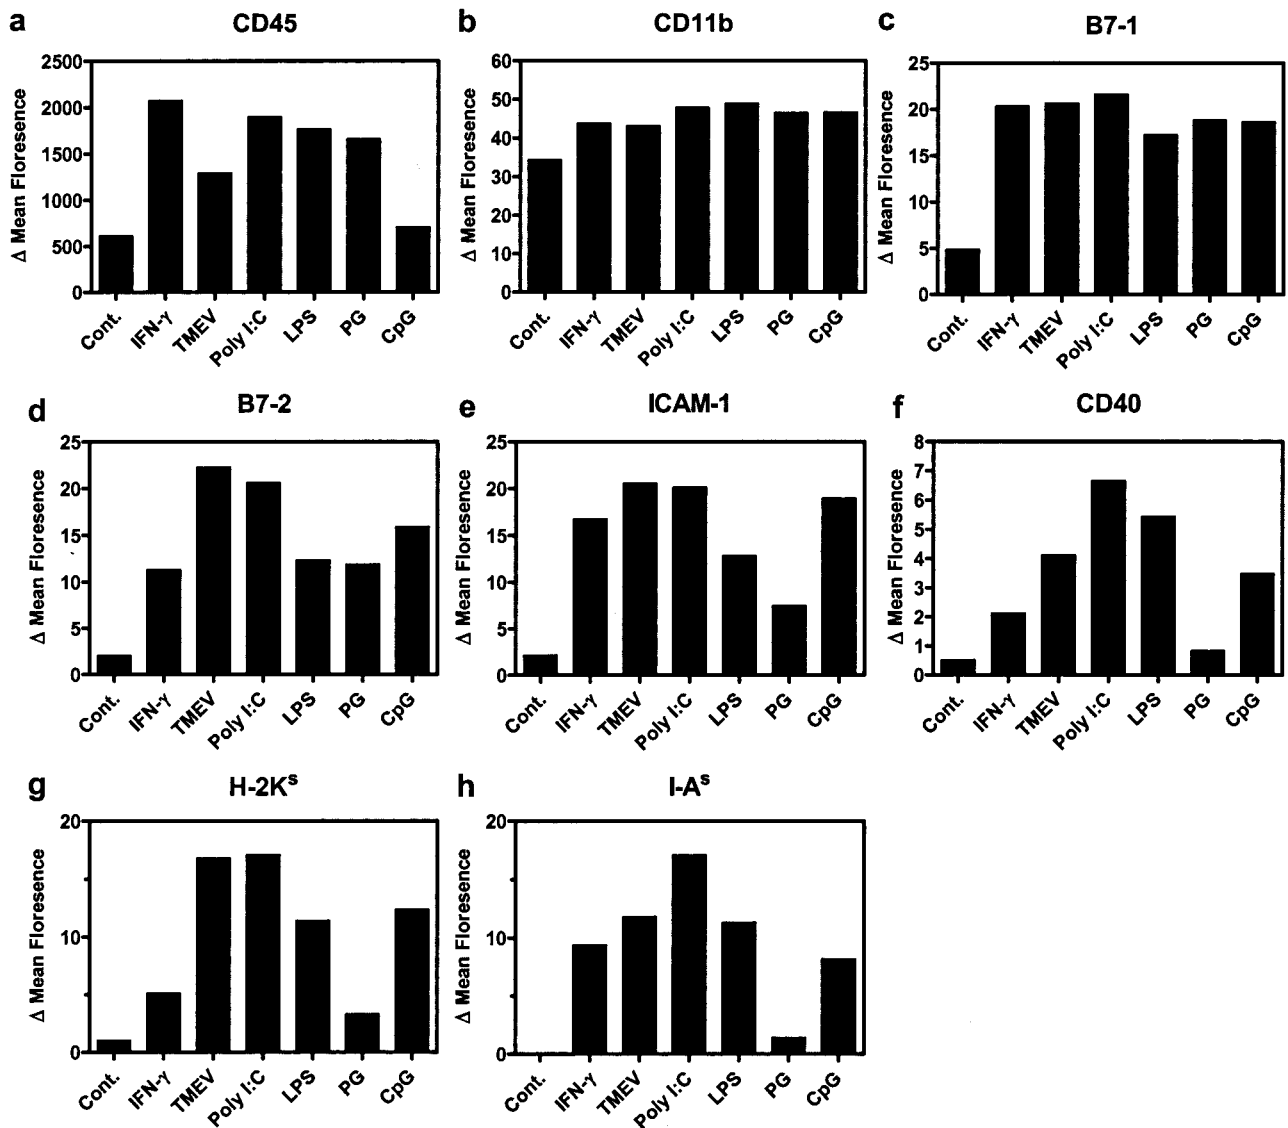 a CD45
Δ Mean Floresence
2500
2000
1500
1000
500
0
Cont. IFN-γ TMEV Poly I:C LPS PG CpG
b CD11b
Δ Mean Floresence
60
50
40
30
20
10
0
Cont. IFN-γ TMEV Poly I:C LPS PG CpG
c B7-1
Δ Mean Floresence
25
20
15
10
5
0
Cont. IFN-γ TMEV Poly I:C LPS PG CpG
d B7-2
Δ Mean Floresence
25
20
15
10
5
0
Cont. IFN-γ TMEV Poly I:C LPS PG CpG
e ICAM-1
Δ Mean Floresence
25
20
15
10
5
0
Cont. IFN-γ TMEV Poly I:C LPS PG CpG
f CD40
Δ Mean Floresence
8
7
6
5
4
3
2
1
0
Cont. IFN-γ TMEV Poly I:C LPS PG CpG
g H-2Kˢ
Δ Mean Floresence
20
10
0
Cont. IFN-γ TMEV Poly I:C LPS PG CpG
h I-Aˢ
Δ Mean Floresence
20
10
0
Cont. IFN-γ TMEV Poly I:C LPS PG CpG